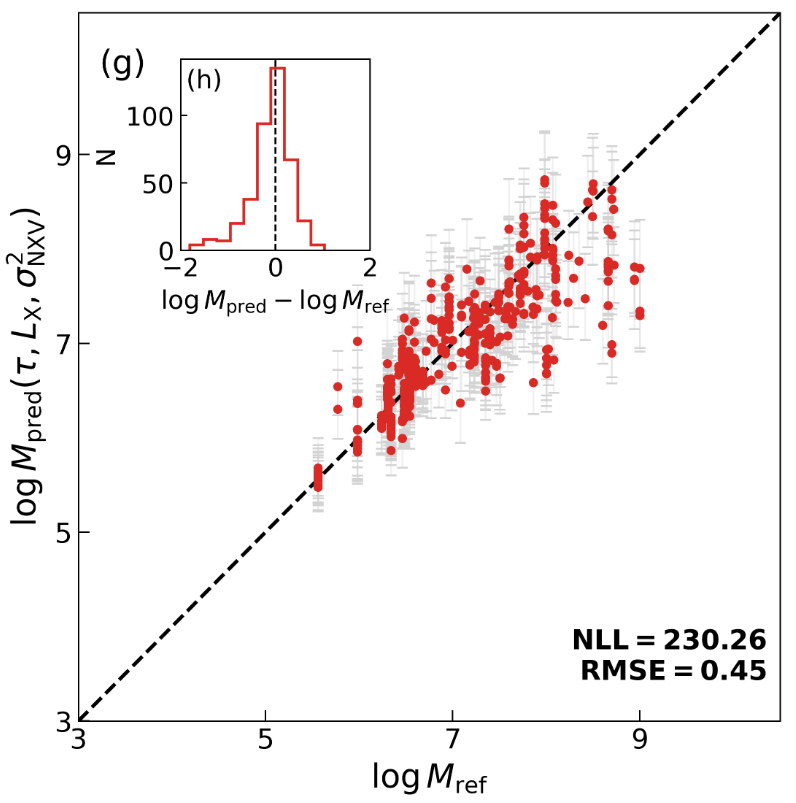 (g)
(h)
N
100
50
0
−2
0
2
log M_pred − log M_ref
log M_pred(τ, L_X, σ²_NXV)
9
7
5
3
NLL = 230.26
RMSE = 0.45
3
5
7
9
log M_ref